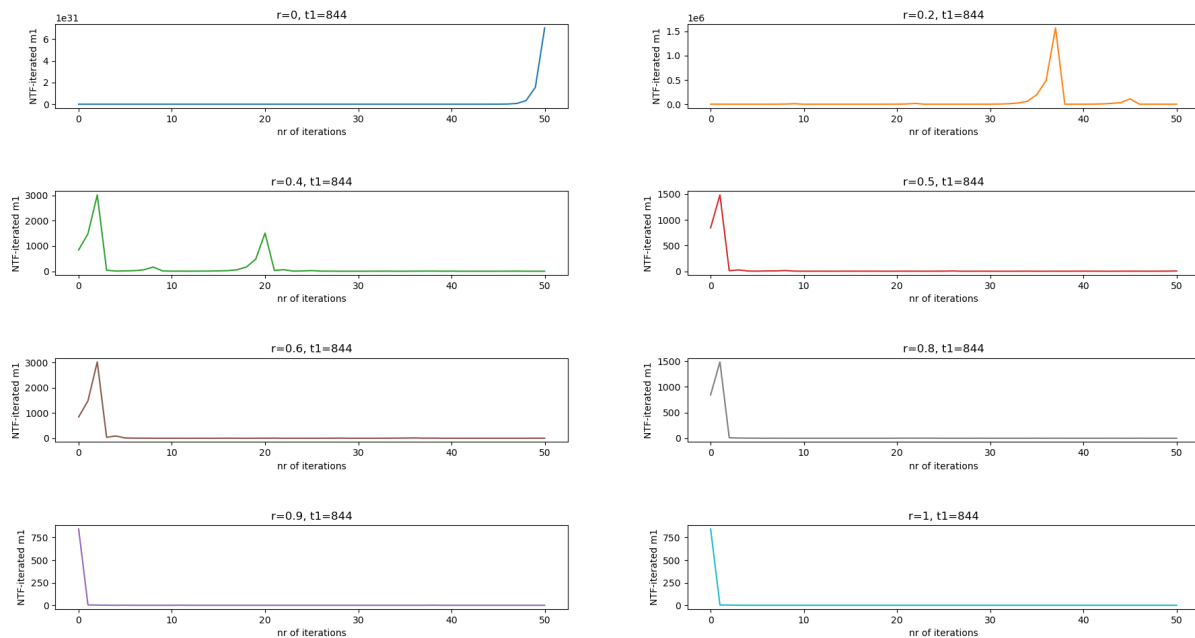 r=0, t1=844
1e31
6
4
2
0
NTF-iterated m1
0 10 20 30 40 50
nr of iterations
r=0.2, t1=844
1e6
1.5
1.0
0.5
0.0
NTF-iterated m1
0 10 20 30 40 50
nr of iterations
r=0.4, t1=844
3000
2000
1000
0
NTF-iterated m1
0 10 20 30 40 50
nr of iterations
r=0.5, t1=844
1500
1000
500
0
NTF-iterated m1
0 10 20 30 40 50
nr of iterations
r=0.6, t1=844
3000
2000
1000
0
NTF-iterated m1
0 10 20 30 40 50
nr of iterations
r=0.8, t1=844
1500
1000
500
0
NTF-iterated m1
0 10 20 30 40 50
nr of iterations
r=0.9, t1=844
750
500
250
0
NTF-iterated m1
0 10 20 30 40 50
nr of iterations
r=1, t1=844
750
500
250
0
NTF-iterated m1
0 10 20 30 40 50
nr of iterations